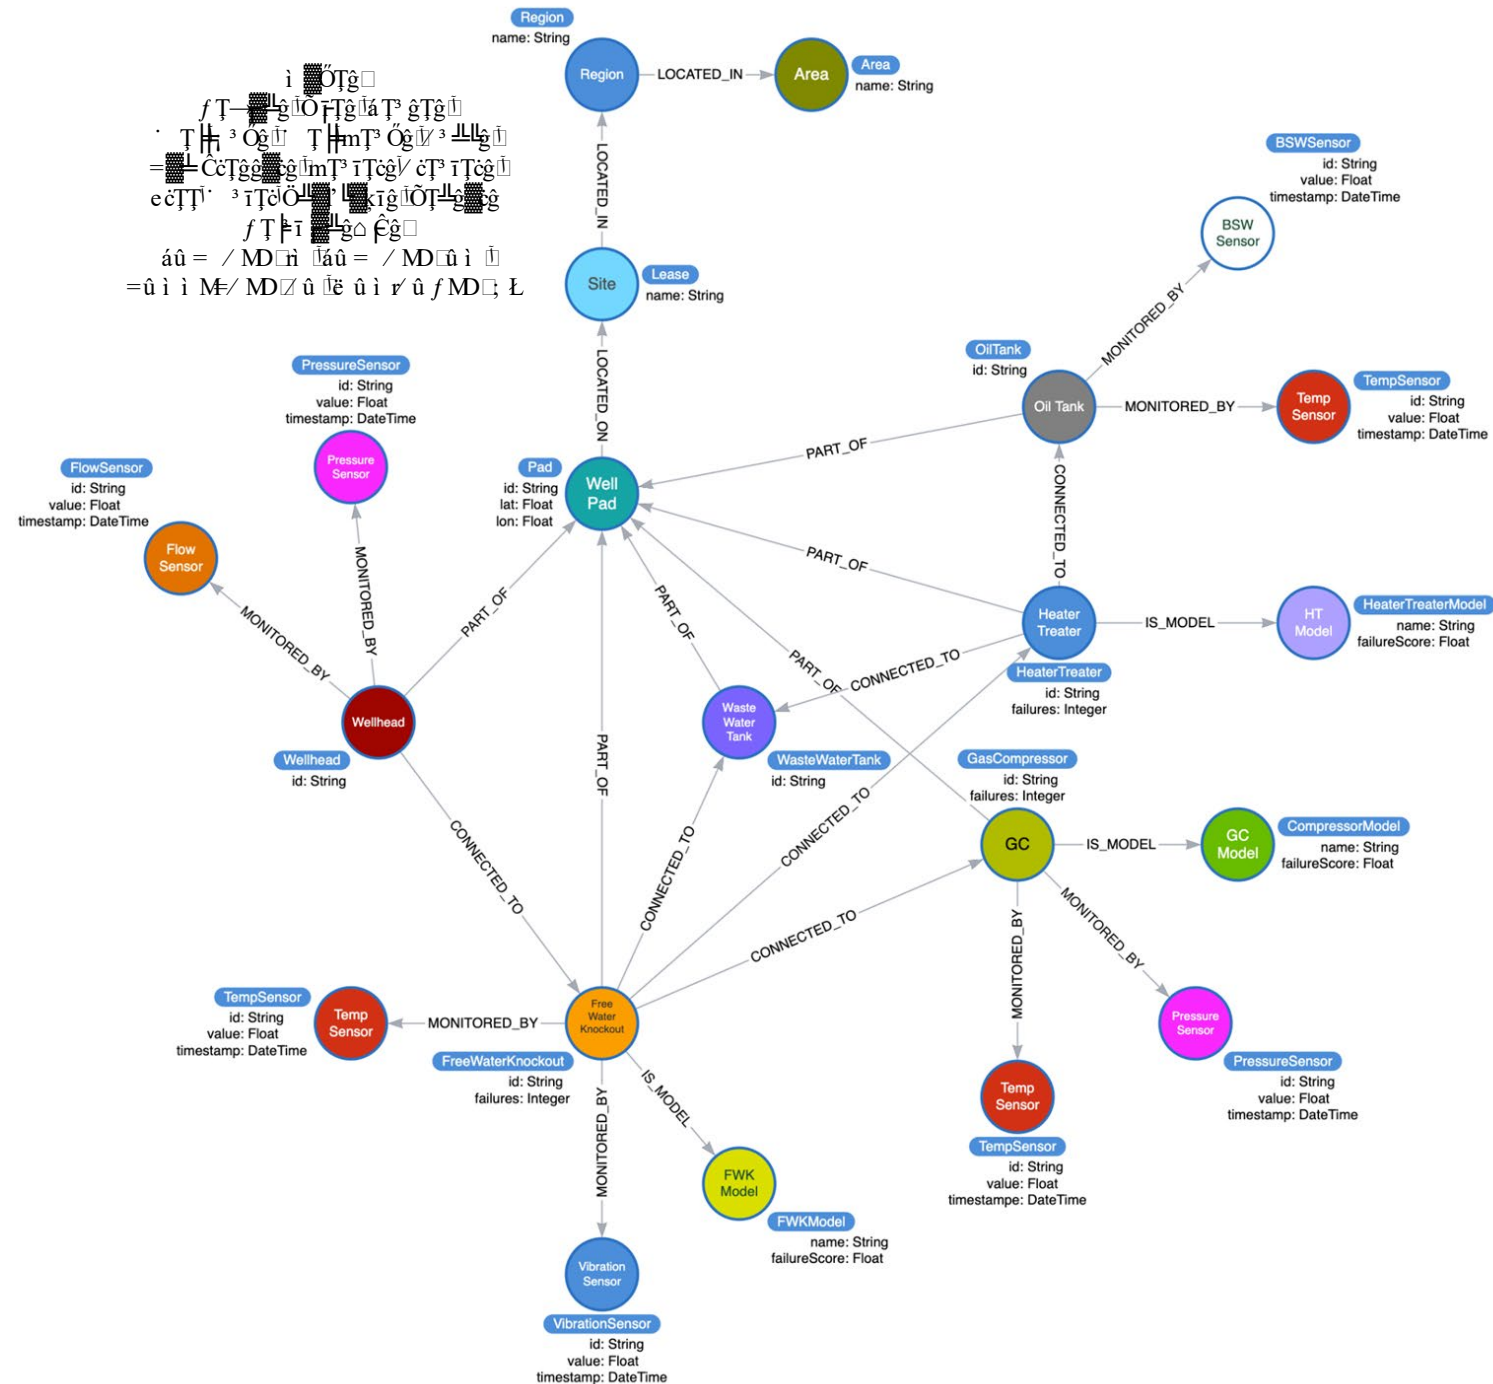 Region
name: String
Region
LOCATED_IN
Area
Area
name: String
LOCATED_IN
BSWSensor
id: String
value: Float
timestamp: DateTime
BSW
Sensor
Site
Lease
name: String
MONITORED_BY
LOCATED_ON
OilTank
id: String
Oil Tank
MONITORED_BY
Temp
Sensor
TempSensor
id: String
value: Float
timestamp: DateTime
PressureSensor
id: String
value: Float
timestamp: DateTime
Pressure
Sensor
PART_OF
Pad
id: String
lat: Float
lon: Float
Well
Pad
FlowSensor
id: String
value: Float
timestamp: DateTime
Flow
Sensor
CONNECTED_TO
MONITORED_BY
MONITORED_BY
PART_OF
PART_OF
PART_OF
PART_OF
Heater
Treater
IS_MODEL
HT
Model
HeaterTreaterModel
name: String
failureScore: Float
CONNECTED_TO
HeaterTreater
id: String
failures: Integer
Wellhead
Wellhead
id: String
Waste
Water
Tank
WasteWaterTank
id: String
PART_OF
GasCompressor
id: String
failures: Integer
GC
IS_MODEL
GC
Model
CompressorModel
name: String
failureScore: Float
CONNECTED_TO
CONNECTED_TO
CONNECTED_TO
CONNECTED_TO
MONITORED_BY
MONITORED_BY
TempSensor
id: String
value: Float
timestamp: DateTime
Temp
Sensor
MONITORED_BY
Free
Water
Knockout
FreeWaterKnockout
id: String
failures: Integer
Pressure
Sensor
PressureSensor
id: String
value: Float
timestamp: DateTime
Temp
Sensor
TempSensor
id: String
value: Float
timestampe: DateTime
MONITORED_BY
IS_MODEL
FWK
Model
FWKModel
name: String
failureScore: Float
Vibration
Sensor
VibrationSensor
id: String
value: Float
timestamp: DateTime